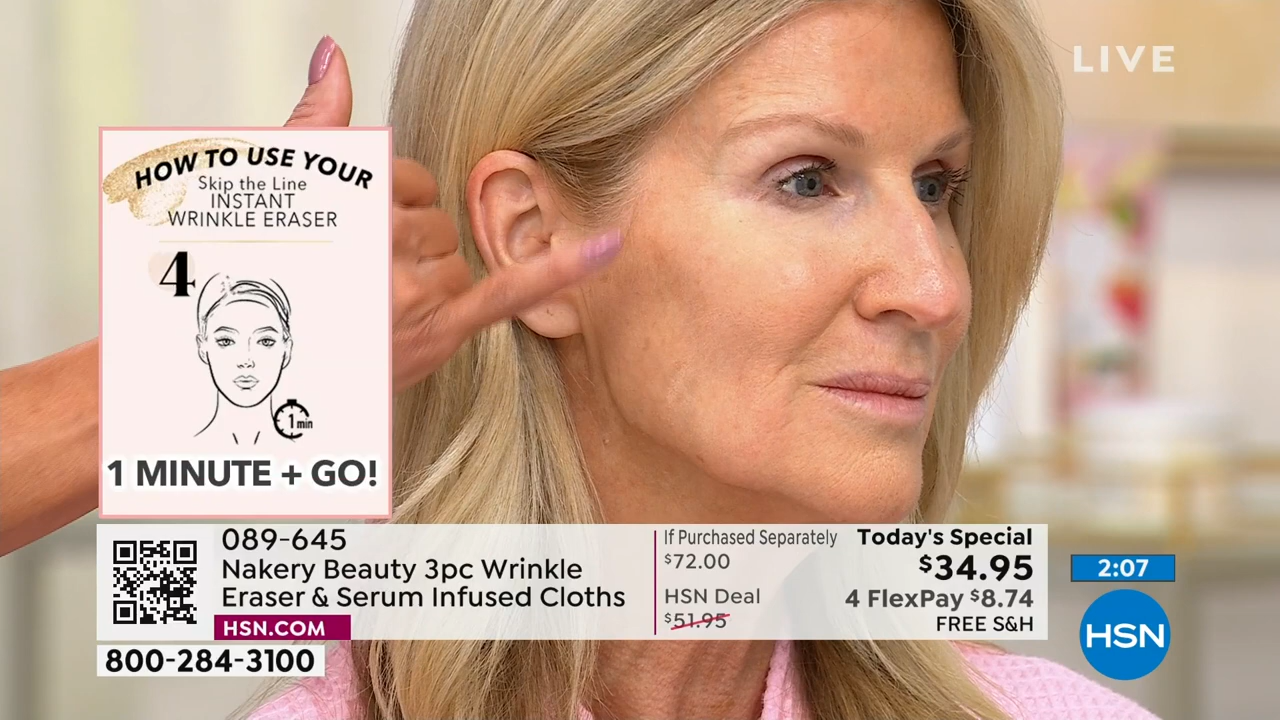 LIVE
HOW TO USE YOUR
Skip the Line
INSTANT
WRINKLE ERASER
4
1 min
1 MINUTE + GO!
089-645
Nakery Beauty 3pc Wrinkle
Eraser & Serum Infused Cloths
HSN.COM
800-284-3100
If Purchased Separately
$72.00
HSN Deal
$51.95
Today's Special
$34.95
4 FlexPay $8.74
FREE S&H
2:07
HSN